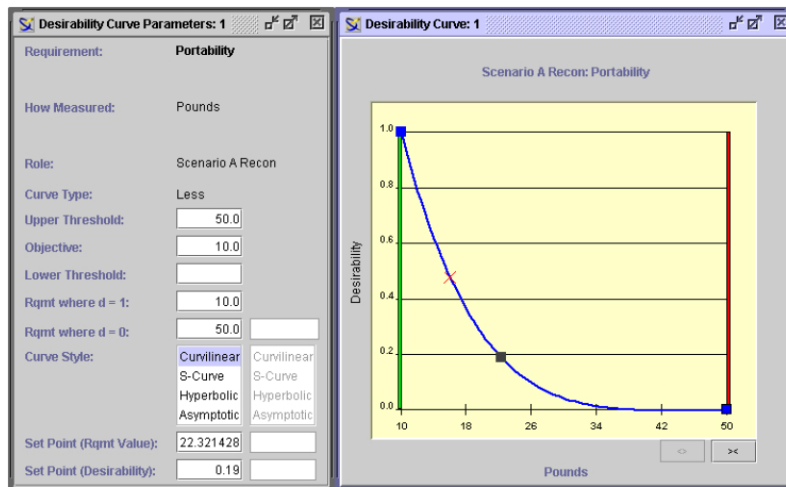 Desirability Curve Parameters: 1
Requirement: Portability
How Measured: Pounds
Role: Scenario A Recon
Curve Type: Less
Upper Threshold: 50.0
Objective: 10.0
Lower Threshold:
Rqmt where d = 1: 10.0
Rqmt where d = 0: 50.0
Curve Style: Curvilinear Curvilinear
S-Curve S-Curve
Hyperbolic Hyperbolic
Asymptotic Asymptotic
Set Point (Rqmt Value): 22.321428
Set Point (Desirability): 0.19
Desirability Curve: 1
Scenario A Recon: Portability
Desirability
1.0
0.8
0.6
0.4
0.2
0.0
10 16 22 26 34 42 50
<> ><
Pounds